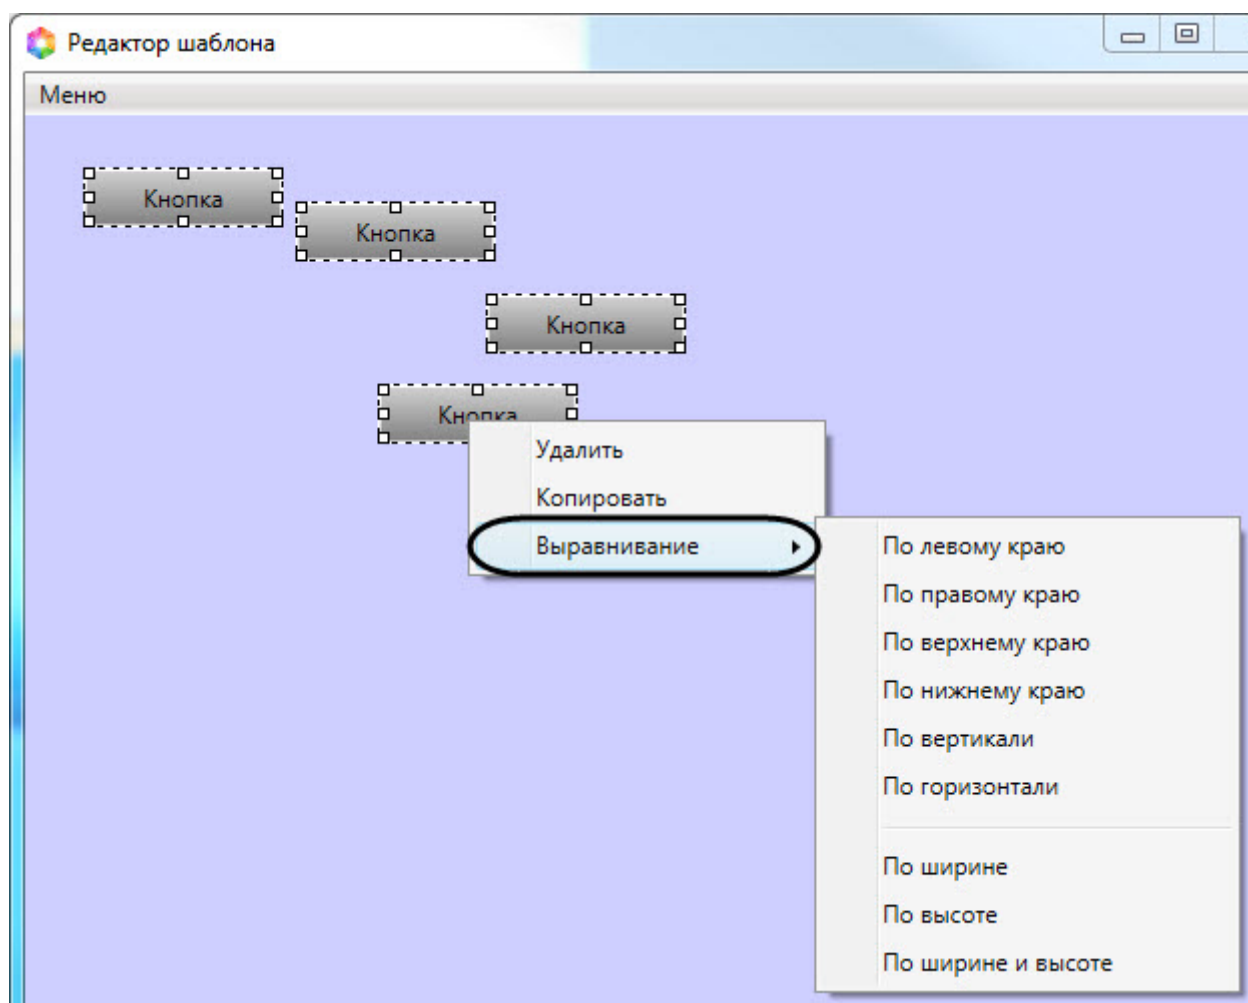 Редактор шаблона
Меню
Кнопка
Кнопка
Кнопка
Кнопка
Удалить
Копировать
Выравнивание
По левому краю
По правому краю
По верхнему краю
По нижнему краю
По вертикали
По горизонтали
По ширине
По высоте
По ширине и высоте